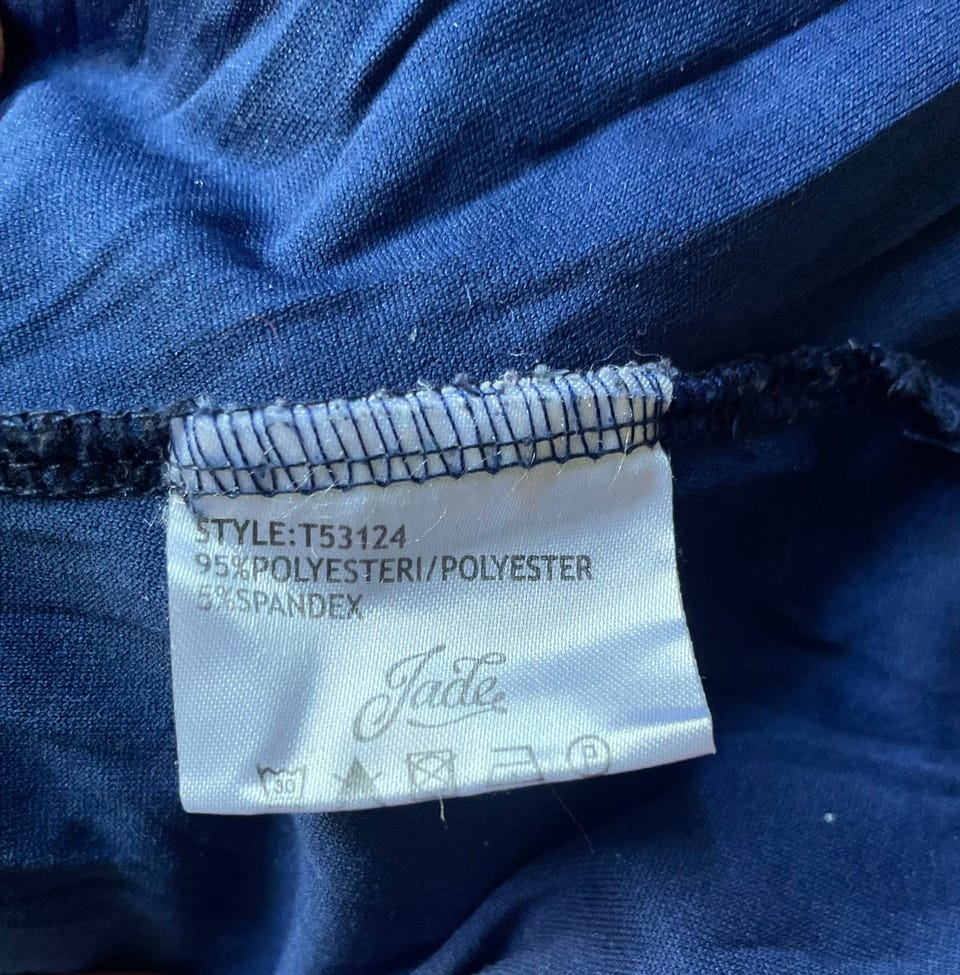 STYLE:T53124
95%POLYESTERI/POLYESTER
5%SPANDEX
Jade
30 P